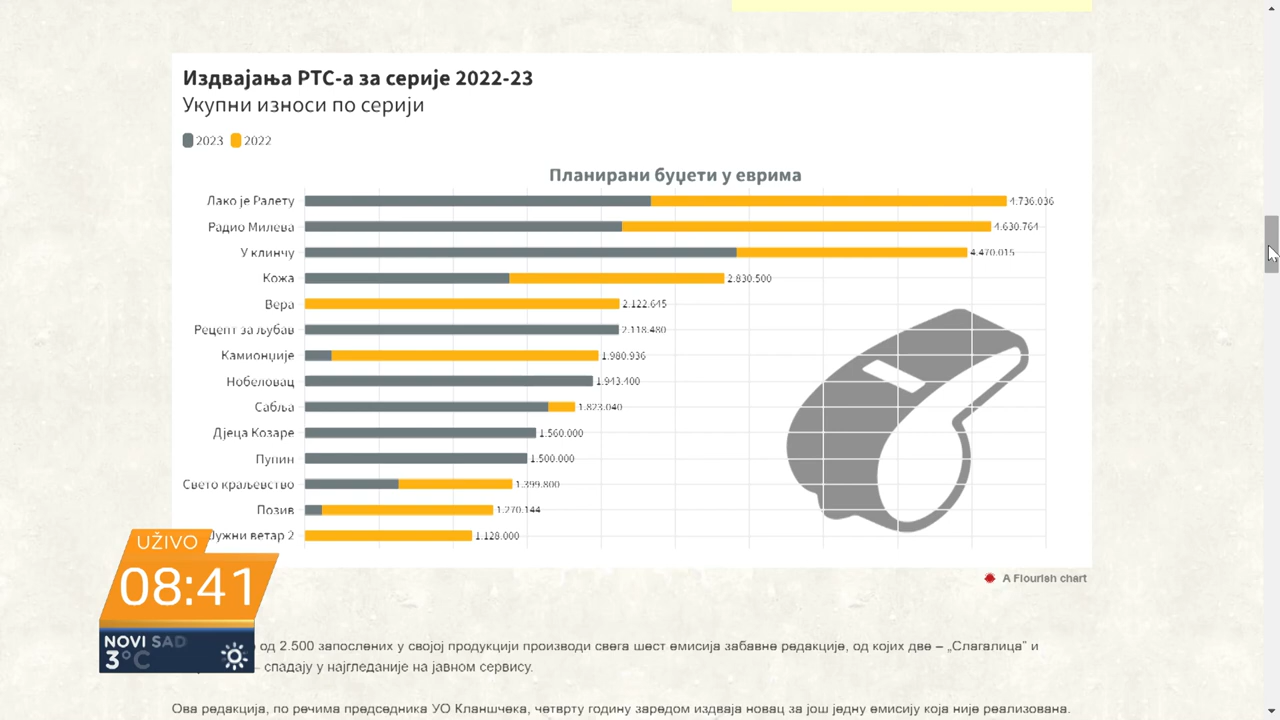 Издвајања РТС-а за серије 2022-23
Укупни износи по серији
2023 2022
Планирани буџети у еврима
Лако је Ралету 4.736.036
Радио Милева 4.630.764
У клинчу 4.470.015
Кожа 2.830.500
Вера 2.122.645
Рецепт за љубав 2.118.480
Камионџије 1.980.936
Нобеловац 1.943.400
Сабља 1.823.040
Дјеца Козаре 1.560.000
Пупин 1.500.000
Свето краљевство 1.399.800
Позив 1.270.144
Јужни ветар 2 1.128.000
A Flourish chart
UŽIVO
08:41
NOVI SAD
3°C
од 2.500 запослених у својој продукцији производи свега шест емисија забавне редакције, од којих две – „Слагалица” и
– спадају у најгледаније на јавном сервису.
Ова редакција, по речима председника УО Кланшчека, четврту годину заредом издваја новац за још једну емисију која није реализована.